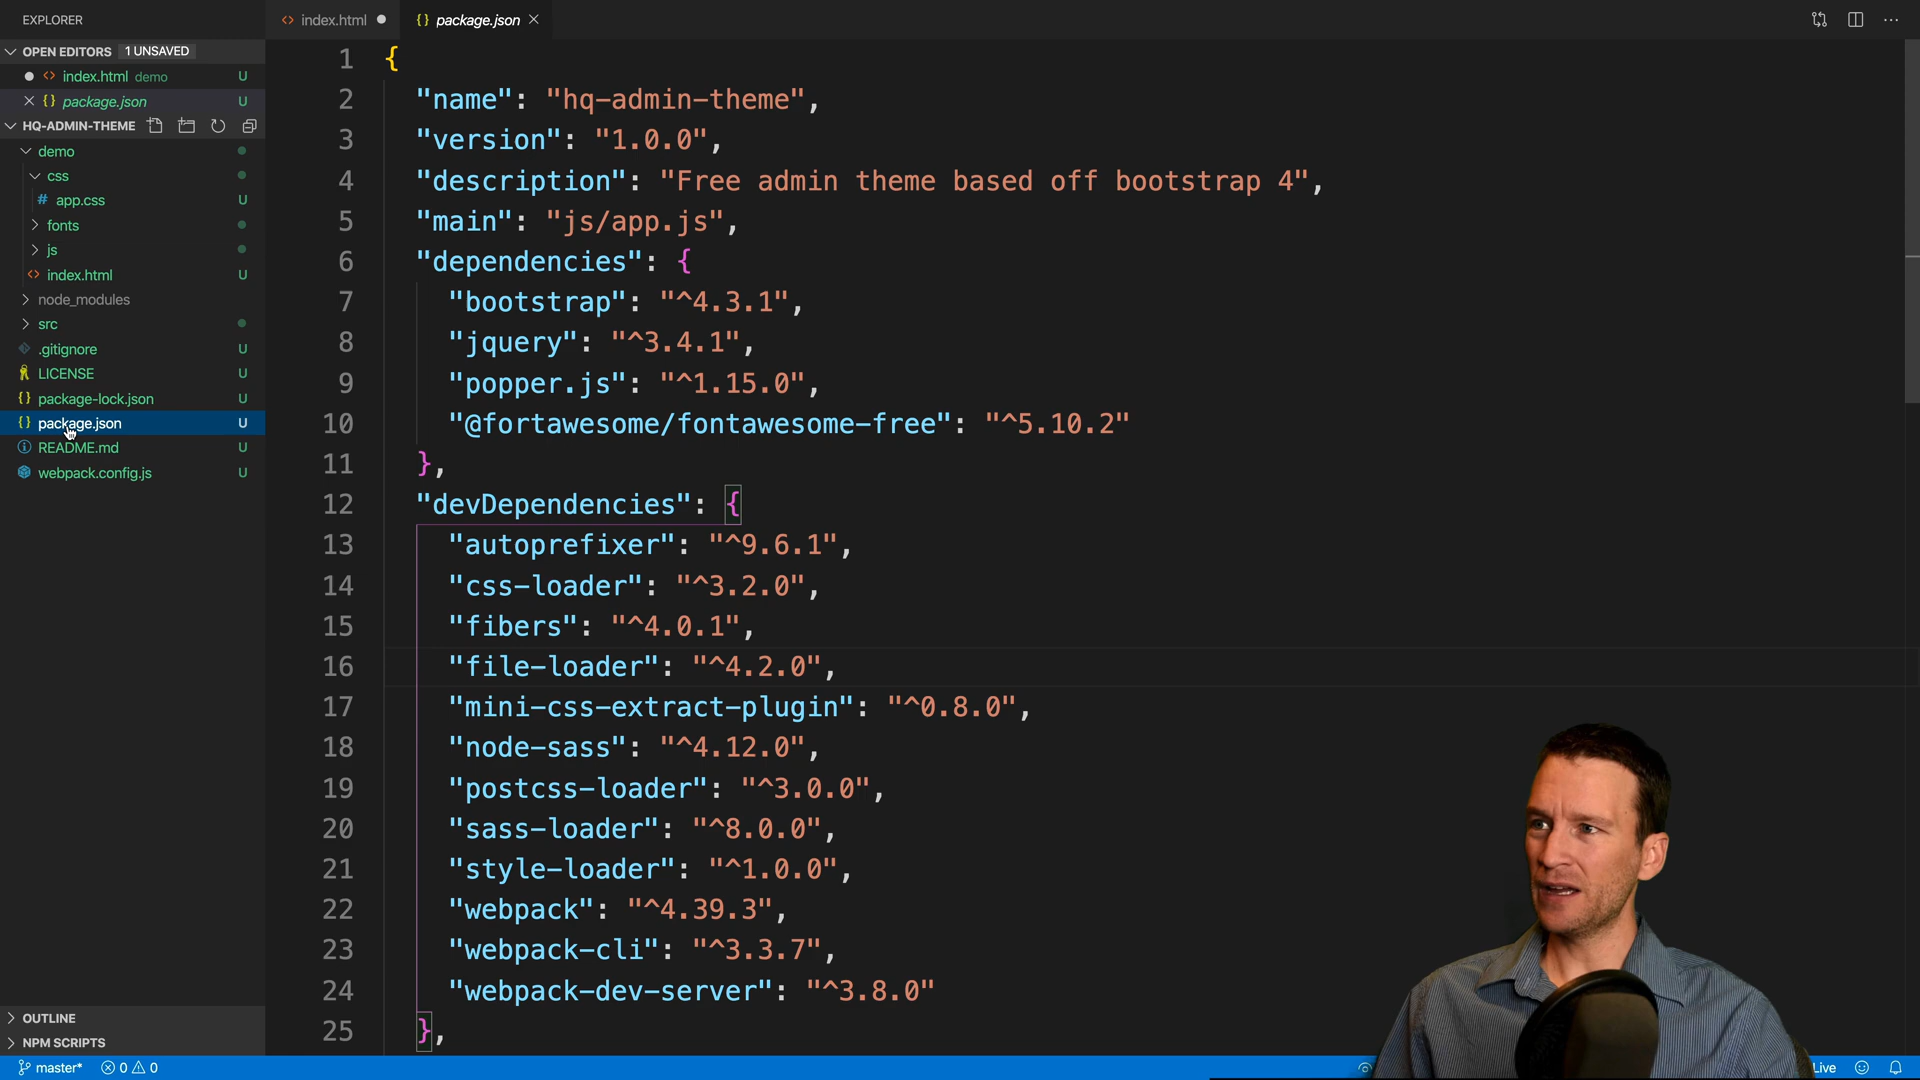 EXPLORER
OPEN EDITORS 1 UNSAVED
index.html demo U
package.json U
HQ-ADMIN-THEME
demo
css
# app.css U
fonts
js
index.html U
node_modules
src
.gitignore U
LICENSE U
package-lock.json U
package.json U
README.md U
webpack.config.js U
OUTLINE
NPM SCRIPTS
index.html
{} package.json
1 {
2 "name": "hq-admin-theme",
3 "version": "1.0.0",
4 "description": "Free admin theme based off bootstrap 4",
5 "main": "js/app.js",
6 "dependencies": {
7 "bootstrap": "^4.3.1",
8 "jquery": "^3.4.1",
9 "popper.js": "^1.15.0",
10 "@fortawesome/fontawesome-free": "^5.10.2"
11 },
12 "devDependencies": {
13 "autoprefixer": "^9.6.1",
14 "css-loader": "^3.2.0",
15 "fibers": "^4.0.1",
16 "file-loader": "^4.2.0",
17 "mini-css-extract-plugin": "^0.8.0",
18 "node-sass": "^4.12.0",
19 "postcss-loader": "^3.0.0",
20 "sass-loader": "^8.0.0",
21 "style-loader": "^1.0.0",
22 "webpack": "^4.39.3",
23 "webpack-cli": "^3.3.7",
24 "webpack-dev-server": "^3.8.0"
25 },
master* 0 0
Live